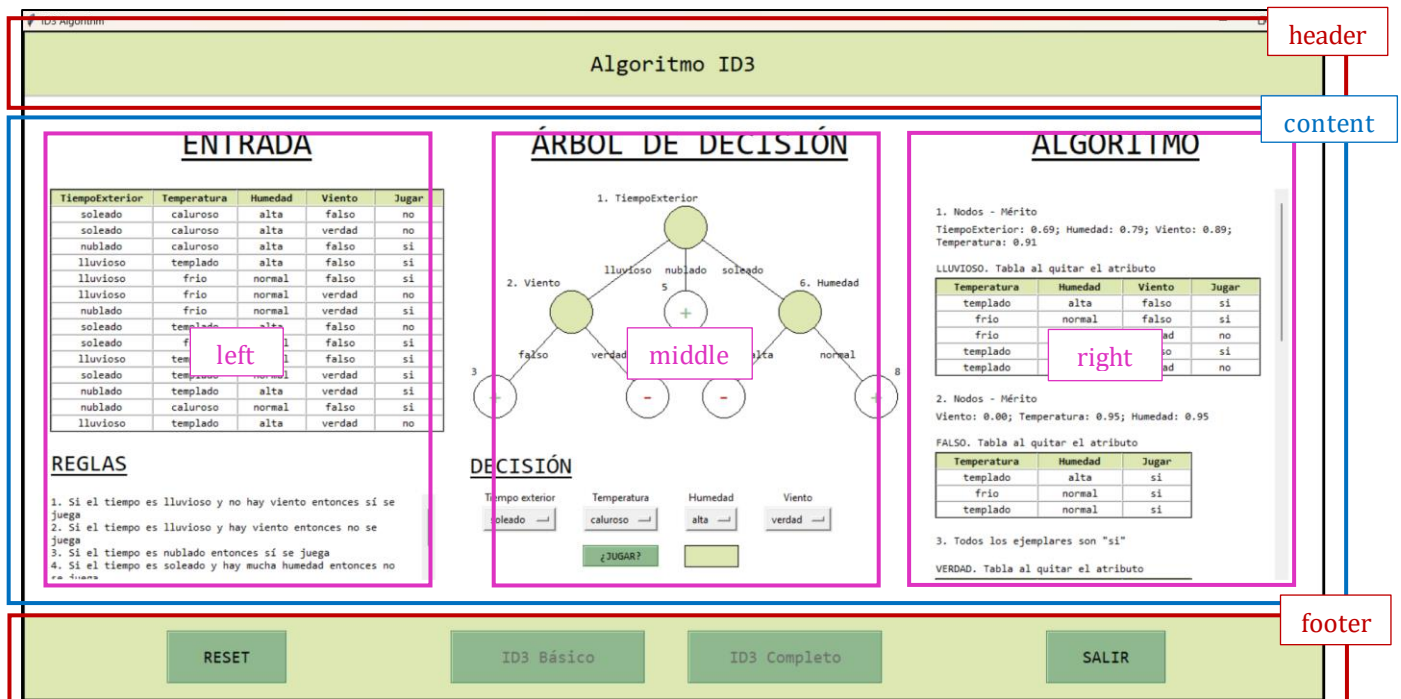 ID3 Algorithm
header
Algoritmo ID3
content
ENTRADA
TiempoExterior Temperatura Humedad Viento Jugar
soleado caluroso alta falso no
soleado caluroso alta verdad no
nublado caluroso alta falso si
lluvioso templado alta falso si
lluvioso frio normal falso si
lluvioso frio normal verdad no
nublado frio normal verdad si
soleado templado alta falso no
soleado falso si
lluvioso falso si
soleado normal verdad si
nublado templado alta verdad si
nublado caluroso normal falso si
lluvioso templado alta verdad no
left
REGLAS
1. Si el tiempo es lluvioso y no hay viento entonces sí se
juega
2. Si el tiempo es lluvioso y hay viento entonces no se
juega
3. Si el tiempo es nublado entonces sí se juega
4. Si el tiempo es soleado y hay mucha humedad entonces no
se juega
ÁRBOL DE DECISIÓN
1. TiempoExterior
lluvioso nublado soleado
2. Viento
5
6. Humedad
+
falso verdad alta normal
middle
3
8
+ - - +
DECISIÓN
Tiempo exterior Temperatura Humedad Viento
soleado caluroso alta verdad
¿JUGAR?
ALGORITMO
1. Nodos - Mérito
TiempoExterior: 0.69; Humedad: 0.79; Viento: 0.89;
Temperatura: 0.91
LLUVIOSO. Tabla al quitar el atributo
Temperatura Humedad Viento Jugar
templado alta falso si
frio normal falso si
frio no
templado si
templado no
right
2. Nodos - Mérito
Viento: 0.00; Temperatura: 0.95; Humedad: 0.95
FALSO. Tabla al quitar el atributo
Temperatura Humedad Jugar
templado alta si
frio normal si
templado normal si
3. Todos los ejemplares son "si"
VERDAD. Tabla al quitar el atributo
footer
RESET ID3 Básico ID3 Completo SALIR